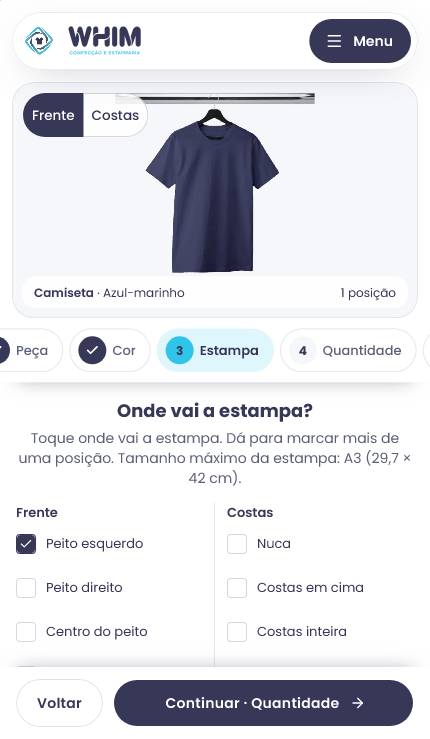 WHIM
CONFECÇÃO E ESTAMPARIA
Menu
Frente
Costas
Camiseta · Azul-marinho
1 posição
Peça
Cor
3 Estampa
4 Quantidade
Onde vai a estampa?
Toque onde vai a estampa. Dá para marcar mais de
uma posição. Tamanho máximo da estampa: A3 (29,7 ×
42 cm).
Frente
Costas
Peito esquerdo
Nuca
Peito direito
Costas em cima
Centro do peito
Costas inteira
Voltar
Continuar · Quantidade